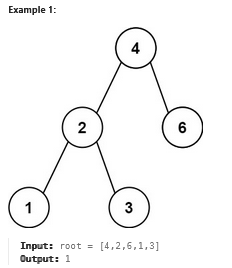 Example 1:
4
2 6
1 3
Input: root = [4,2,6,1,3]
Output: 1